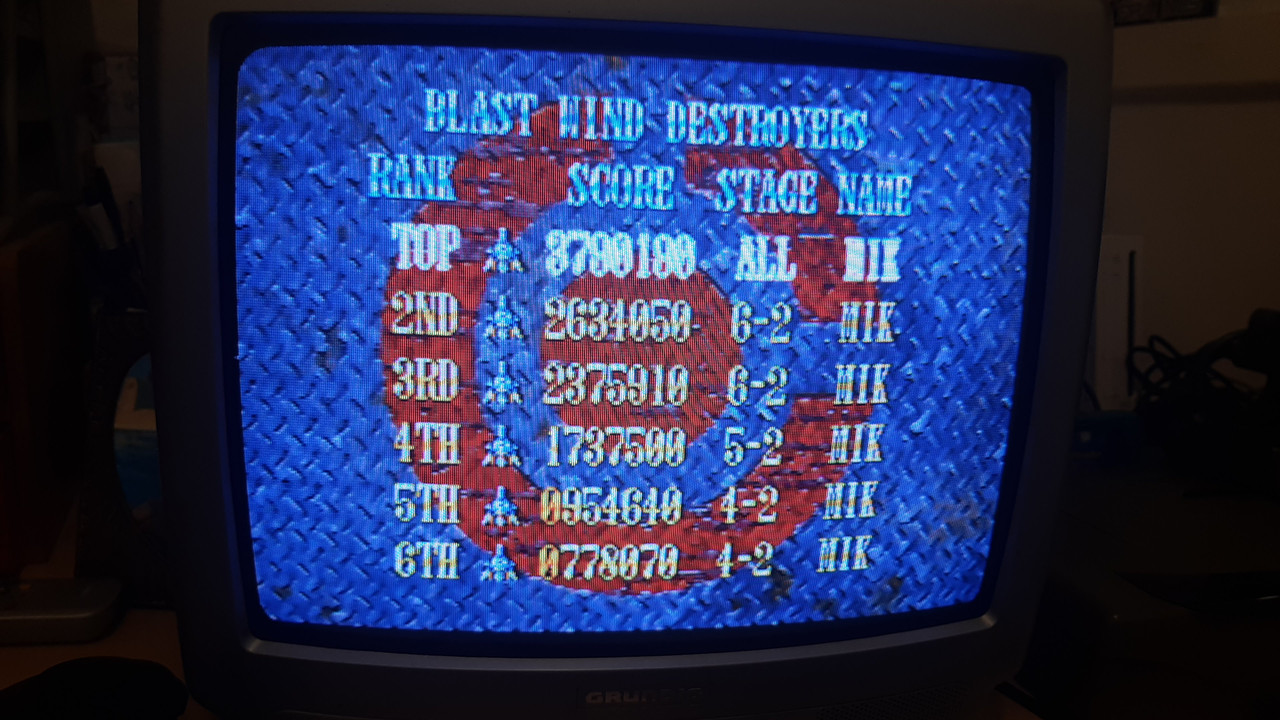 BLAST WIND DESTROYERS
RANK SCORE STAGE NAME
TOP ALL MIK
2ND 2634050 6-2 MIK
3RD 2375910 6-2 MIK
4TH 1737500 5-2 MIK
5TH 0954640 4-2 MIK
6TH 0778070 4-2 MIK
GRUNDIG